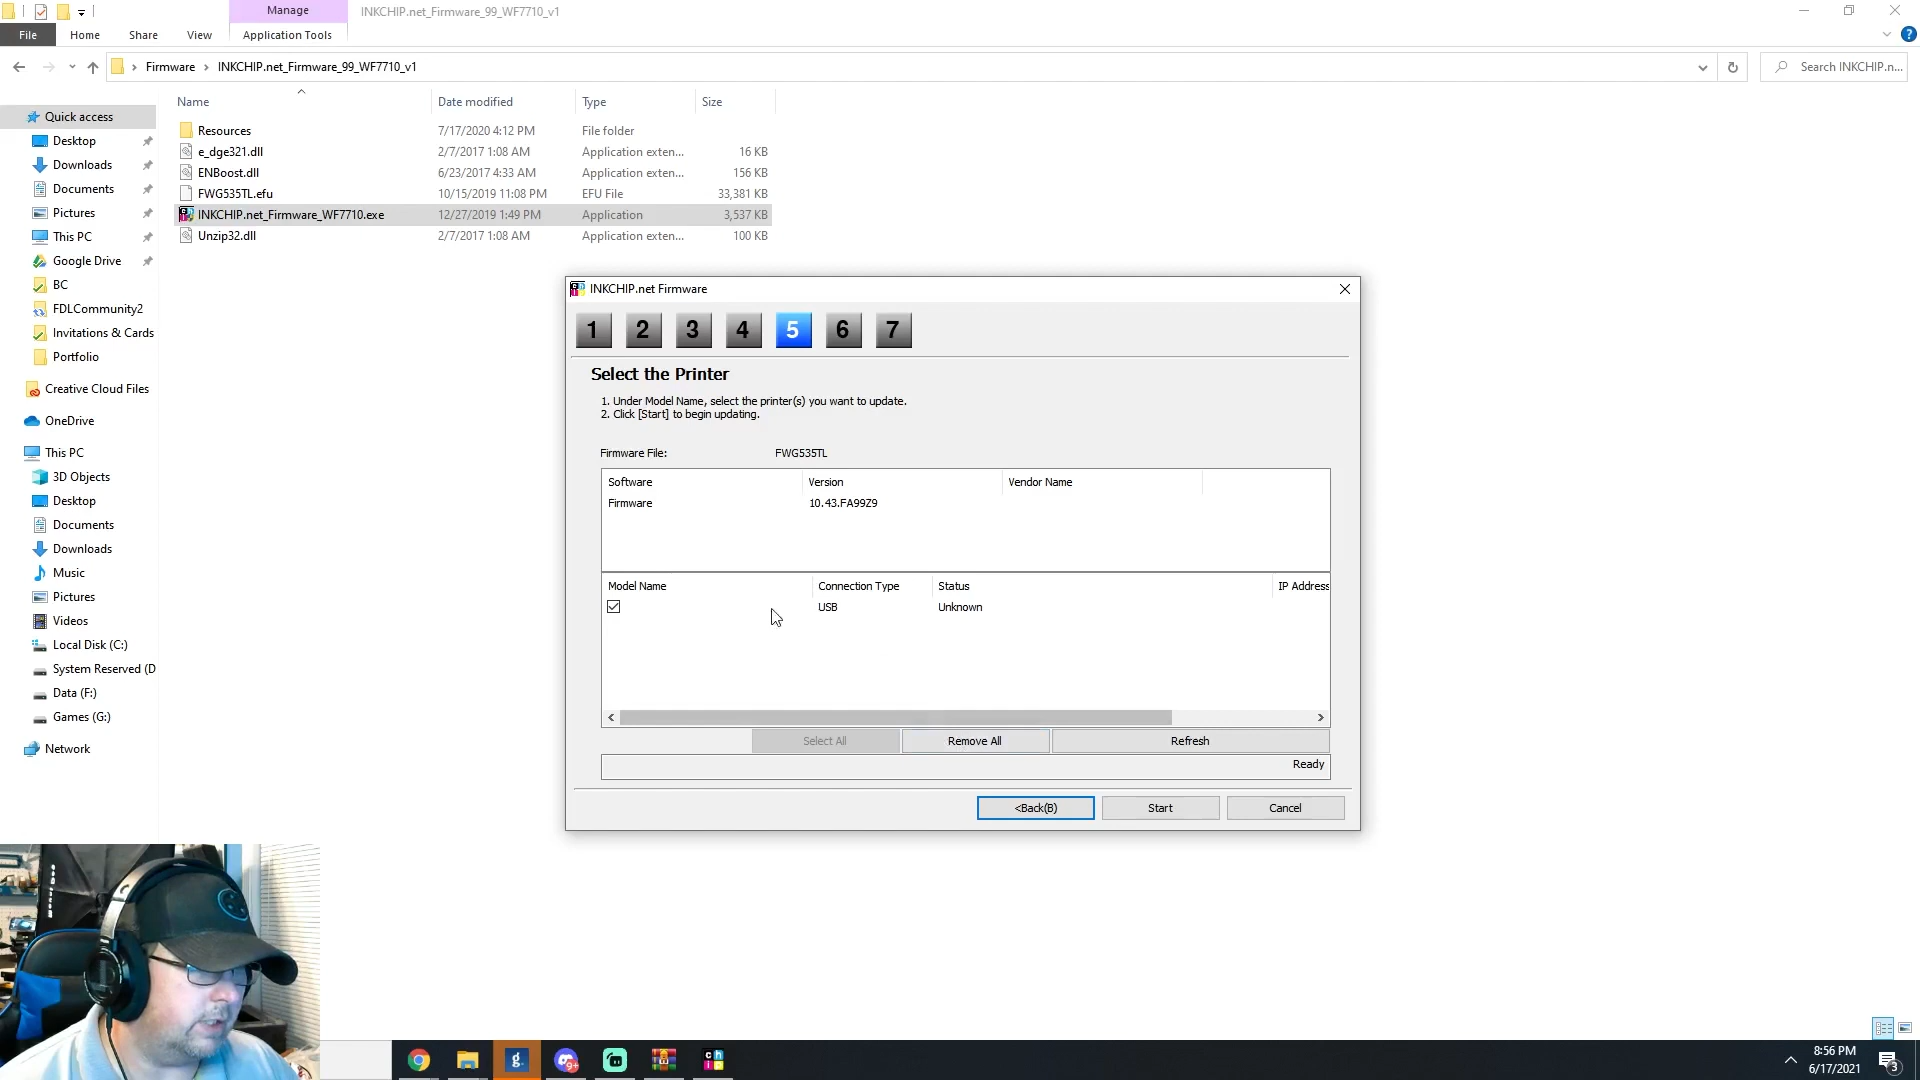 Manage
INKCHIP.net_Firmware_99_WF7710_v1
File
Home
Share
View
Application Tools
Firmware
INKCHIP.net_Firmware_99_WF7710_v1
Search INKCHIP.n...
Name
Date modified
Type
Size
Resources
7/17/2020 4:12 PM
File folder
e_dge321.dll
2/7/2017 1:08 AM
Application exten...
16 KB
ENBoost.dll
6/23/2017 4:33 AM
Application exten...
156 KB
FWG535TL.efu
10/15/2019 11:08 PM
EFU File
33,381 KB
INKCHIP.net_Firmware_WF7710.exe
12/27/2019 1:49 PM
Application
3,537 KB
Unzip32.dll
2/7/2017 1:08 AM
Application exten...
100 KB
Quick access
Desktop
Downloads
Documents
Pictures
This PC
Google Drive
BC
FDLCommunity2
Invitations & Cards
Portfolio
Creative Cloud Files
OneDrive
This PC
3D Objects
Desktop
Documents
Downloads
Music
Pictures
Videos
Local Disk (C:)
System Reserved (D
Data (F:)
Games (G:)
Network
INKCHIP.net Firmware
1 2 3 4 5 6 7
Select the Printer
1. Under Model Name, select the printer(s) you want to update.
2. Click [Start] to begin updating.
Firmware File:
FWG535TL
Software
Version
Vendor Name
Firmware
10.43.FA99Z9
Model Name
Connection Type
Status
IP Address
USB
Unknown
Select All
Remove All
Refresh
Ready
<Back(B)
Start
Cancel
g.
9+
8:56 PM
6/17/2021
3